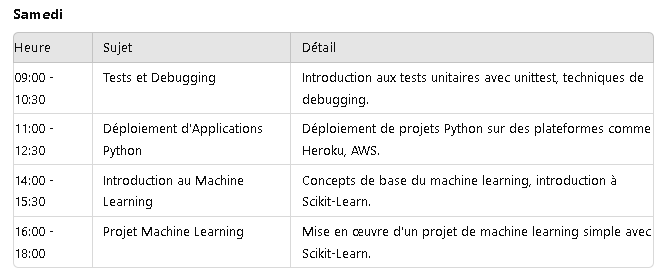 Samedi
Heure Sujet Détail
09:00 - Tests et Debugging Introduction aux tests unitaires avec unittest, techniques de
10:30 debugging.
11:00 - Déploiement d'Applications Déploiement de projets Python sur des plateformes comme
12:30 Python Heroku, AWS.
14:00 - Introduction au Machine Concepts de base du machine learning, introduction à
15:30 Learning Scikit-Learn.
16:00 - Projet Machine Learning Mise en œuvre d'un projet de machine learning simple avec
18:00 Scikit-Learn.